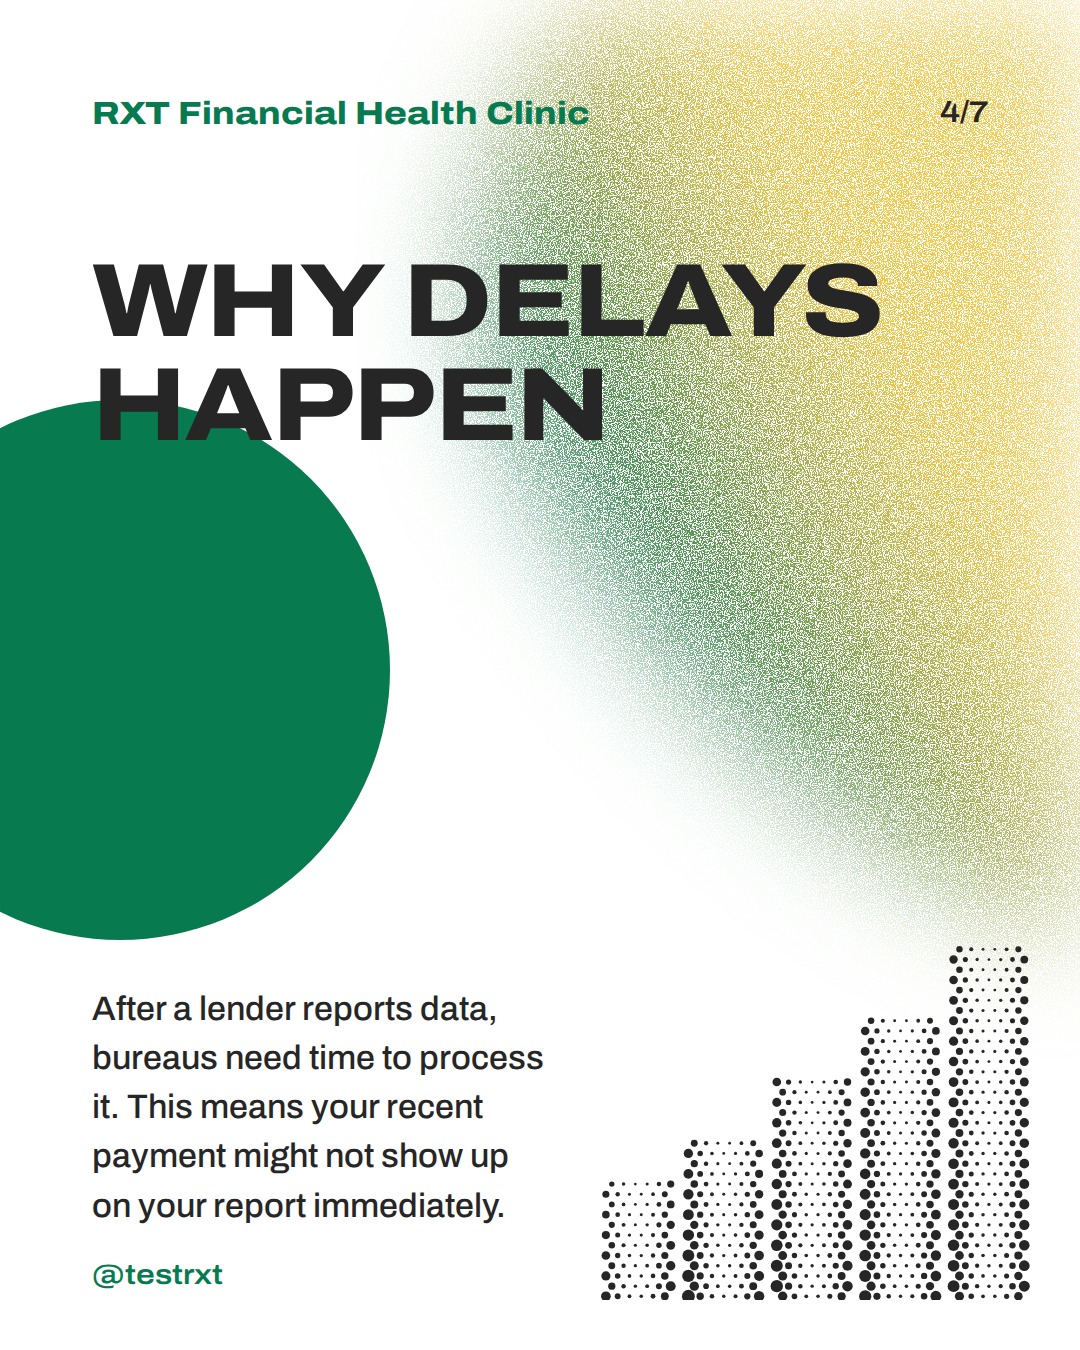 RXT Financial Health Clinic
4/7
WHY DELAYS
HAPPEN
After a lender reports data,
bureaus need time to process
it. This means your recent
payment might not show up
on your report immediately.
@testrxt